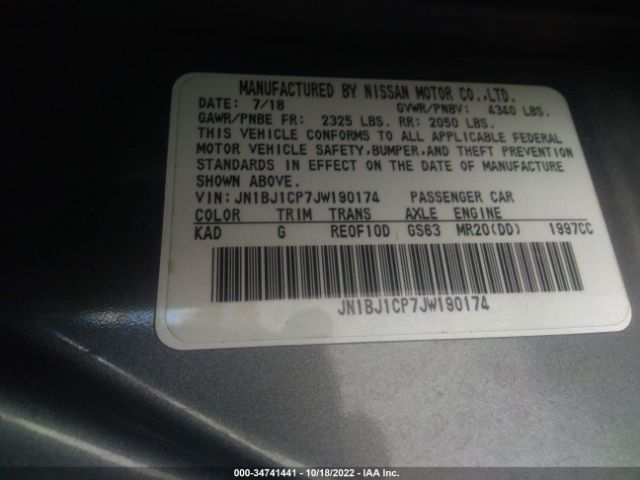 MANUFACTURED BY NISSAN MOTOR CO.,LTD.
DATE: 7/18 GVWR/PNBV: 4340 LBS.
GAWR/PNBE FR: 2325 LBS. RR: 2050 LBS.
THIS VEHICLE CONFORMS TO ALL APPLICABLE FEDERAL
MOTOR VEHICLE SAFETY,BUMPER,AND THEFT PREVENTION
STANDARDS IN EFFECT ON THE DATE OF MANUFACTURE
SHOWN ABOVE.
VIN: JN1BJ1CP7JW190174 PASSENGER CAR
COLOR TRIM TRANS AXLE ENGINE
KAD G RE0F10D GS63 MR20(DD) 1997CC
JN1BJ1CP7JW190174
000-34741441 - 10/18/2022 - IAA Inc.